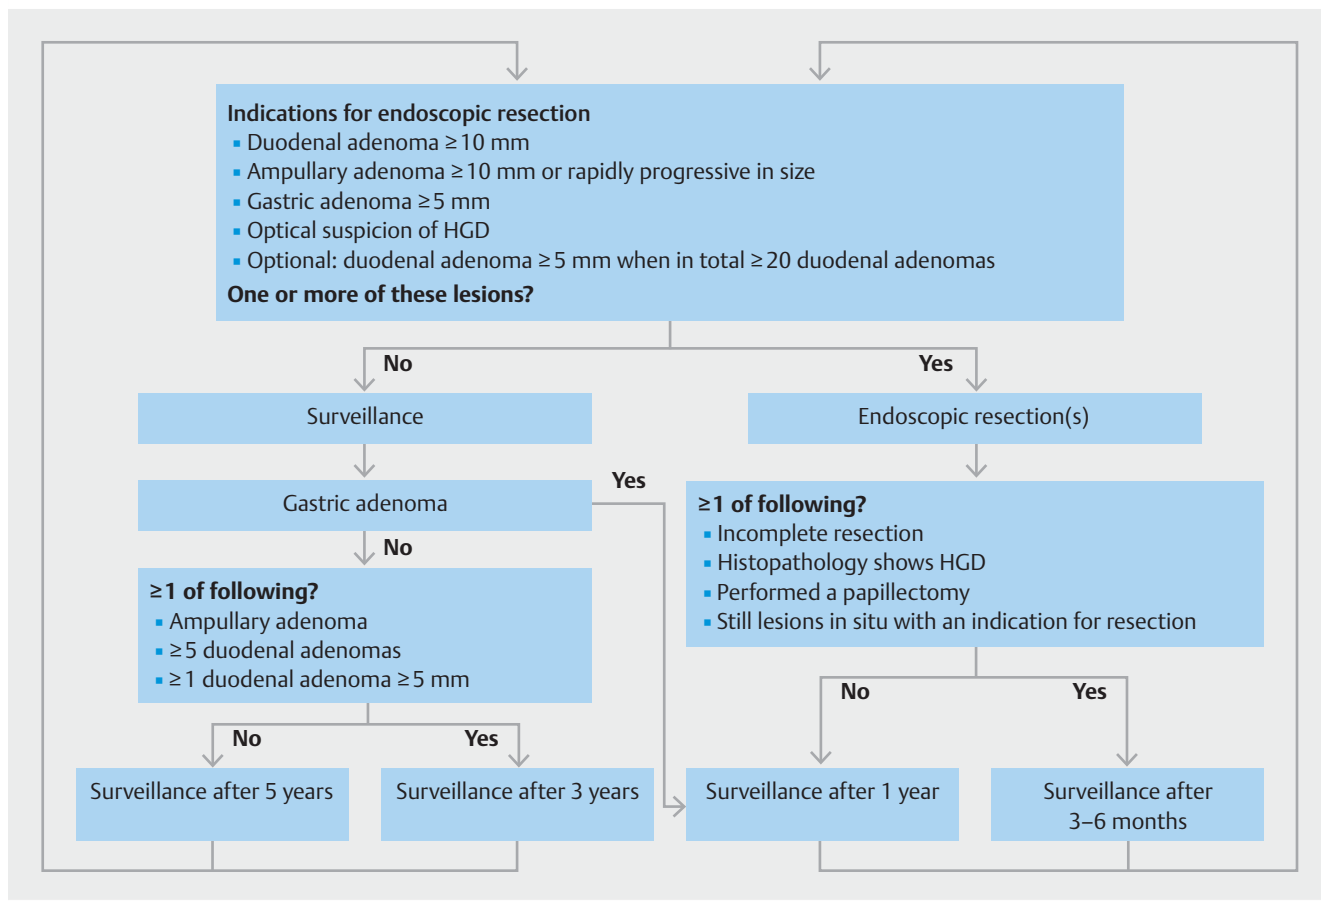 Indications for endoscopic resection
▪ Duodenal adenoma ≥10 mm
▪ Ampullary adenoma ≥10 mm or rapidly progressive in size
▪ Gastric adenoma ≥5 mm
▪ Optical suspicion of HGD
▪ Optional: duodenal adenoma ≥5 mm when in total ≥20 duodenal adenomas
One or more of these lesions?
No
Yes
Surveillance
Endoscopic resection(s)
Gastric adenoma
Yes
No
≥1 of following?
▪ Ampullary adenoma
▪ ≥5 duodenal adenomas
▪ ≥1 duodenal adenoma ≥5 mm
≥1 of following?
▪ Incomplete resection
▪ Histopathology shows HGD
▪ Performed a papillectomy
▪ Still lesions in situ with an indication for resection
No
Yes
No
Yes
Surveillance after 5 years
Surveillance after 3 years
Surveillance after 1 year
Surveillance after
3–6 months